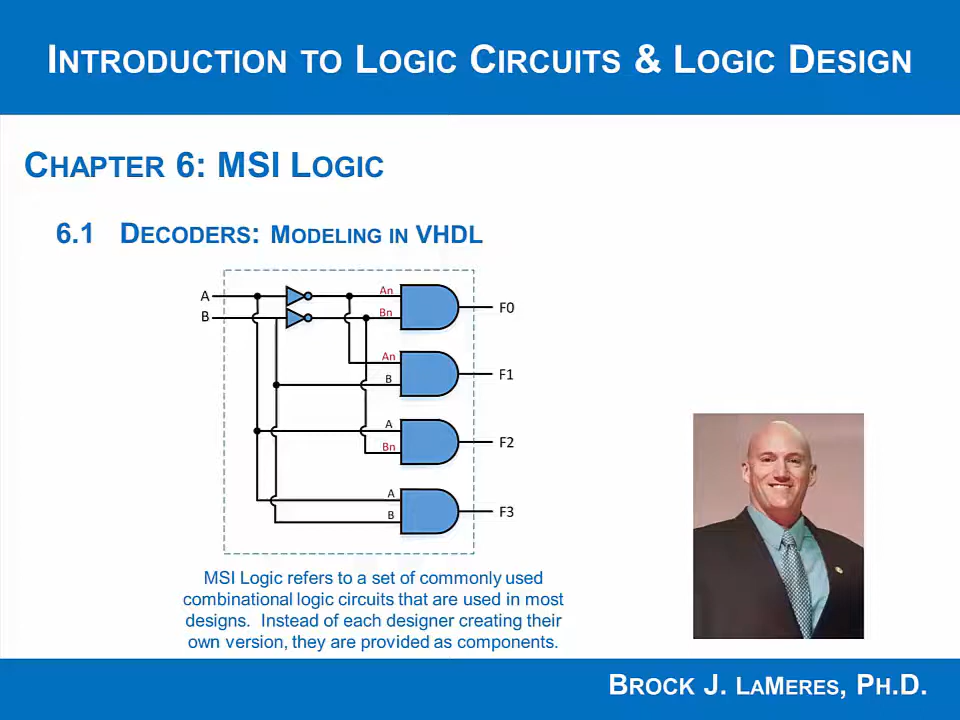 INTRODUCTION TO LOGIC CIRCUITS & LOGIC DESIGN
CHAPTER 6: MSI LOGIC
6.1 DECODERS: MODELING IN VHDL
A
B
An
Bn
F0
An
B
F1
A
Bn
F2
A
B
F3
MSI Logic refers to a set of commonly used
combinational logic circuits that are used in most
designs. Instead of each designer creating their
own version, they are provided as components.
BROCK J. LAMERES, PH.D.